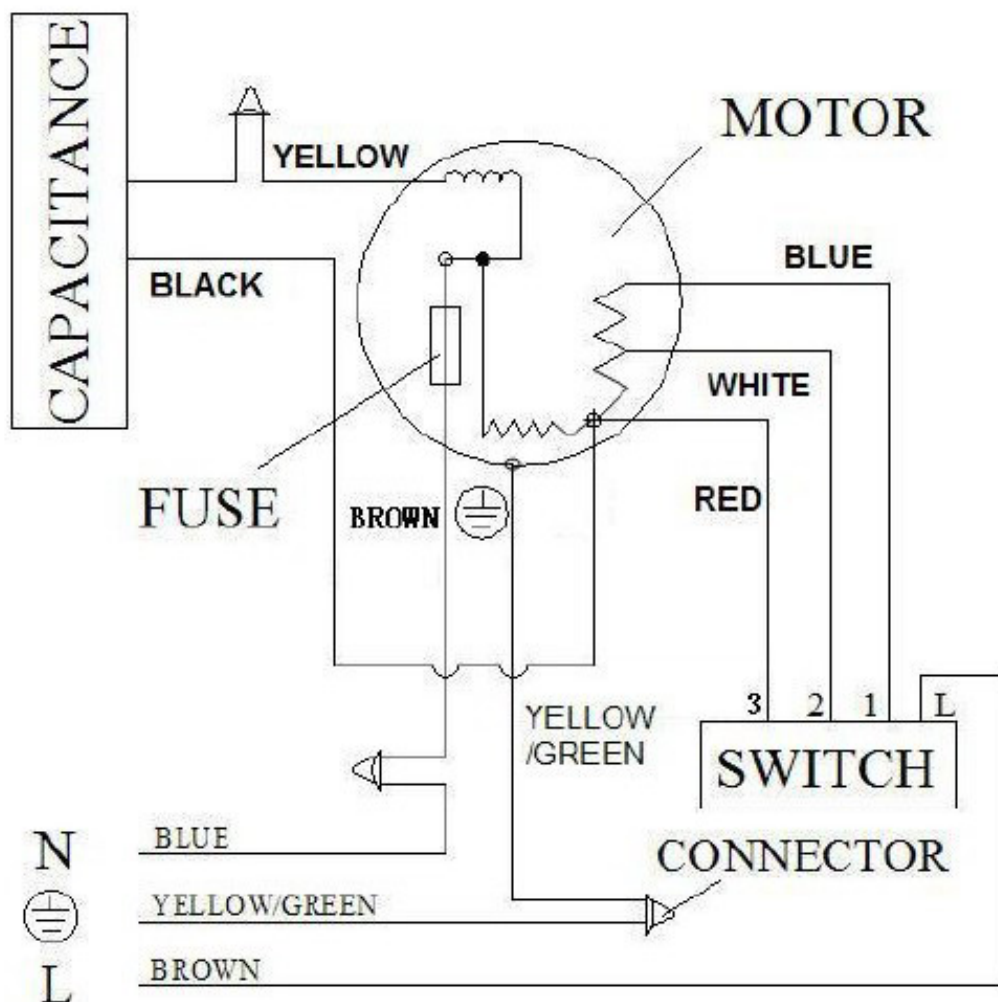 CAPACITANCE
YELLOW
MOTOR
BLACK
BLUE
WHITE
FUSE
BROWN
RED
YELLOW
/GREEN
3 2 1 L
SWITCH
N BLUE
CONNECTOR
YELLOW/GREEN
L BROWN